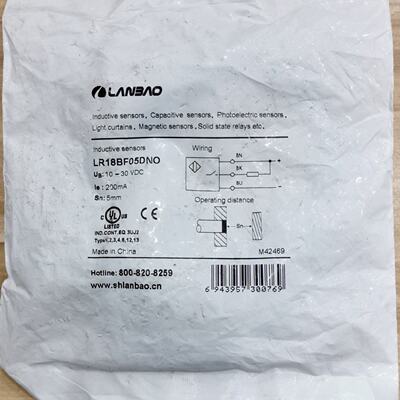 LANBAO
Inductive sensors, Capacitive sensors, Photoelectric sensors,
Light curtains, Magnetic sensors, Solid state relays etc.
Inductive sensors
LR18BF05DNO
UB: 10 - 30 VDC
Ie : 200mA
Sn: 5mm
Wiring
BN +
BK
BU -
Operating distance
Sn
C UL US
LISTED
IND.CONT.EQ 3UJ2
Type1,2,3,4,6,12,13
CE
Made in China
M42469
Hotline: 800-820-8259
www.shlanbao.cn
6 943957 300769